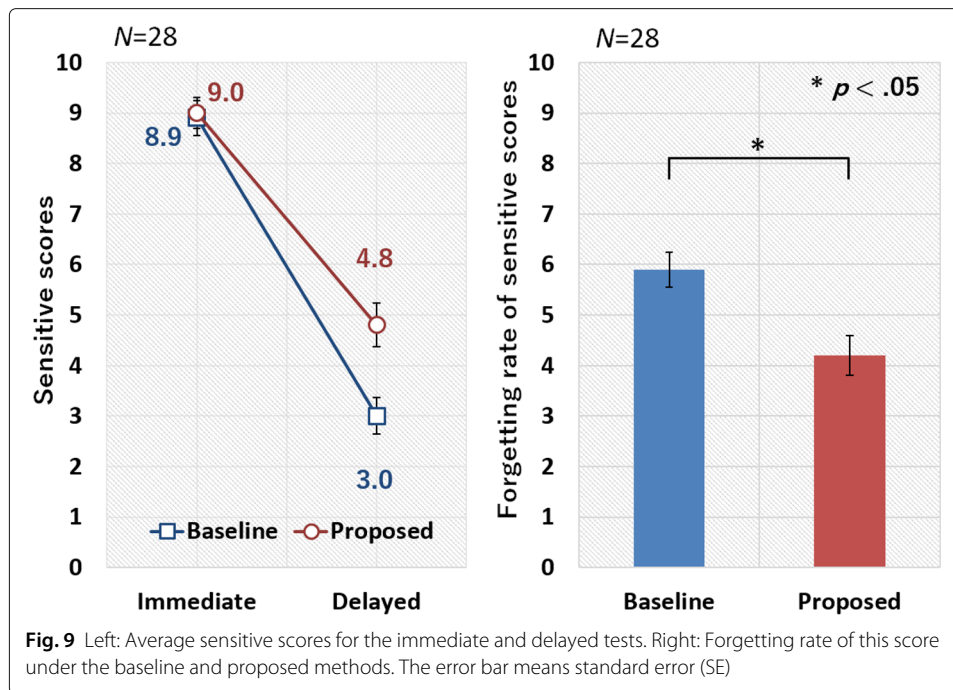 N=28
10
9
8
7
6
5
4
3
2
1
0
Sensitive scores
9.0
8.9
4.8
3.0
Baseline
Proposed
Immediate
Delayed
N=28
10
9
8
7
6
5
4
3
2
1
0
Forgetting rate of sensitive scores
* p < .05
*
Baseline
Proposed
Fig. 9 Left: Average sensitive scores for the immediate and delayed tests. Right: Forgetting rate of this score
under the baseline and proposed methods. The error bar means standard error (SE)